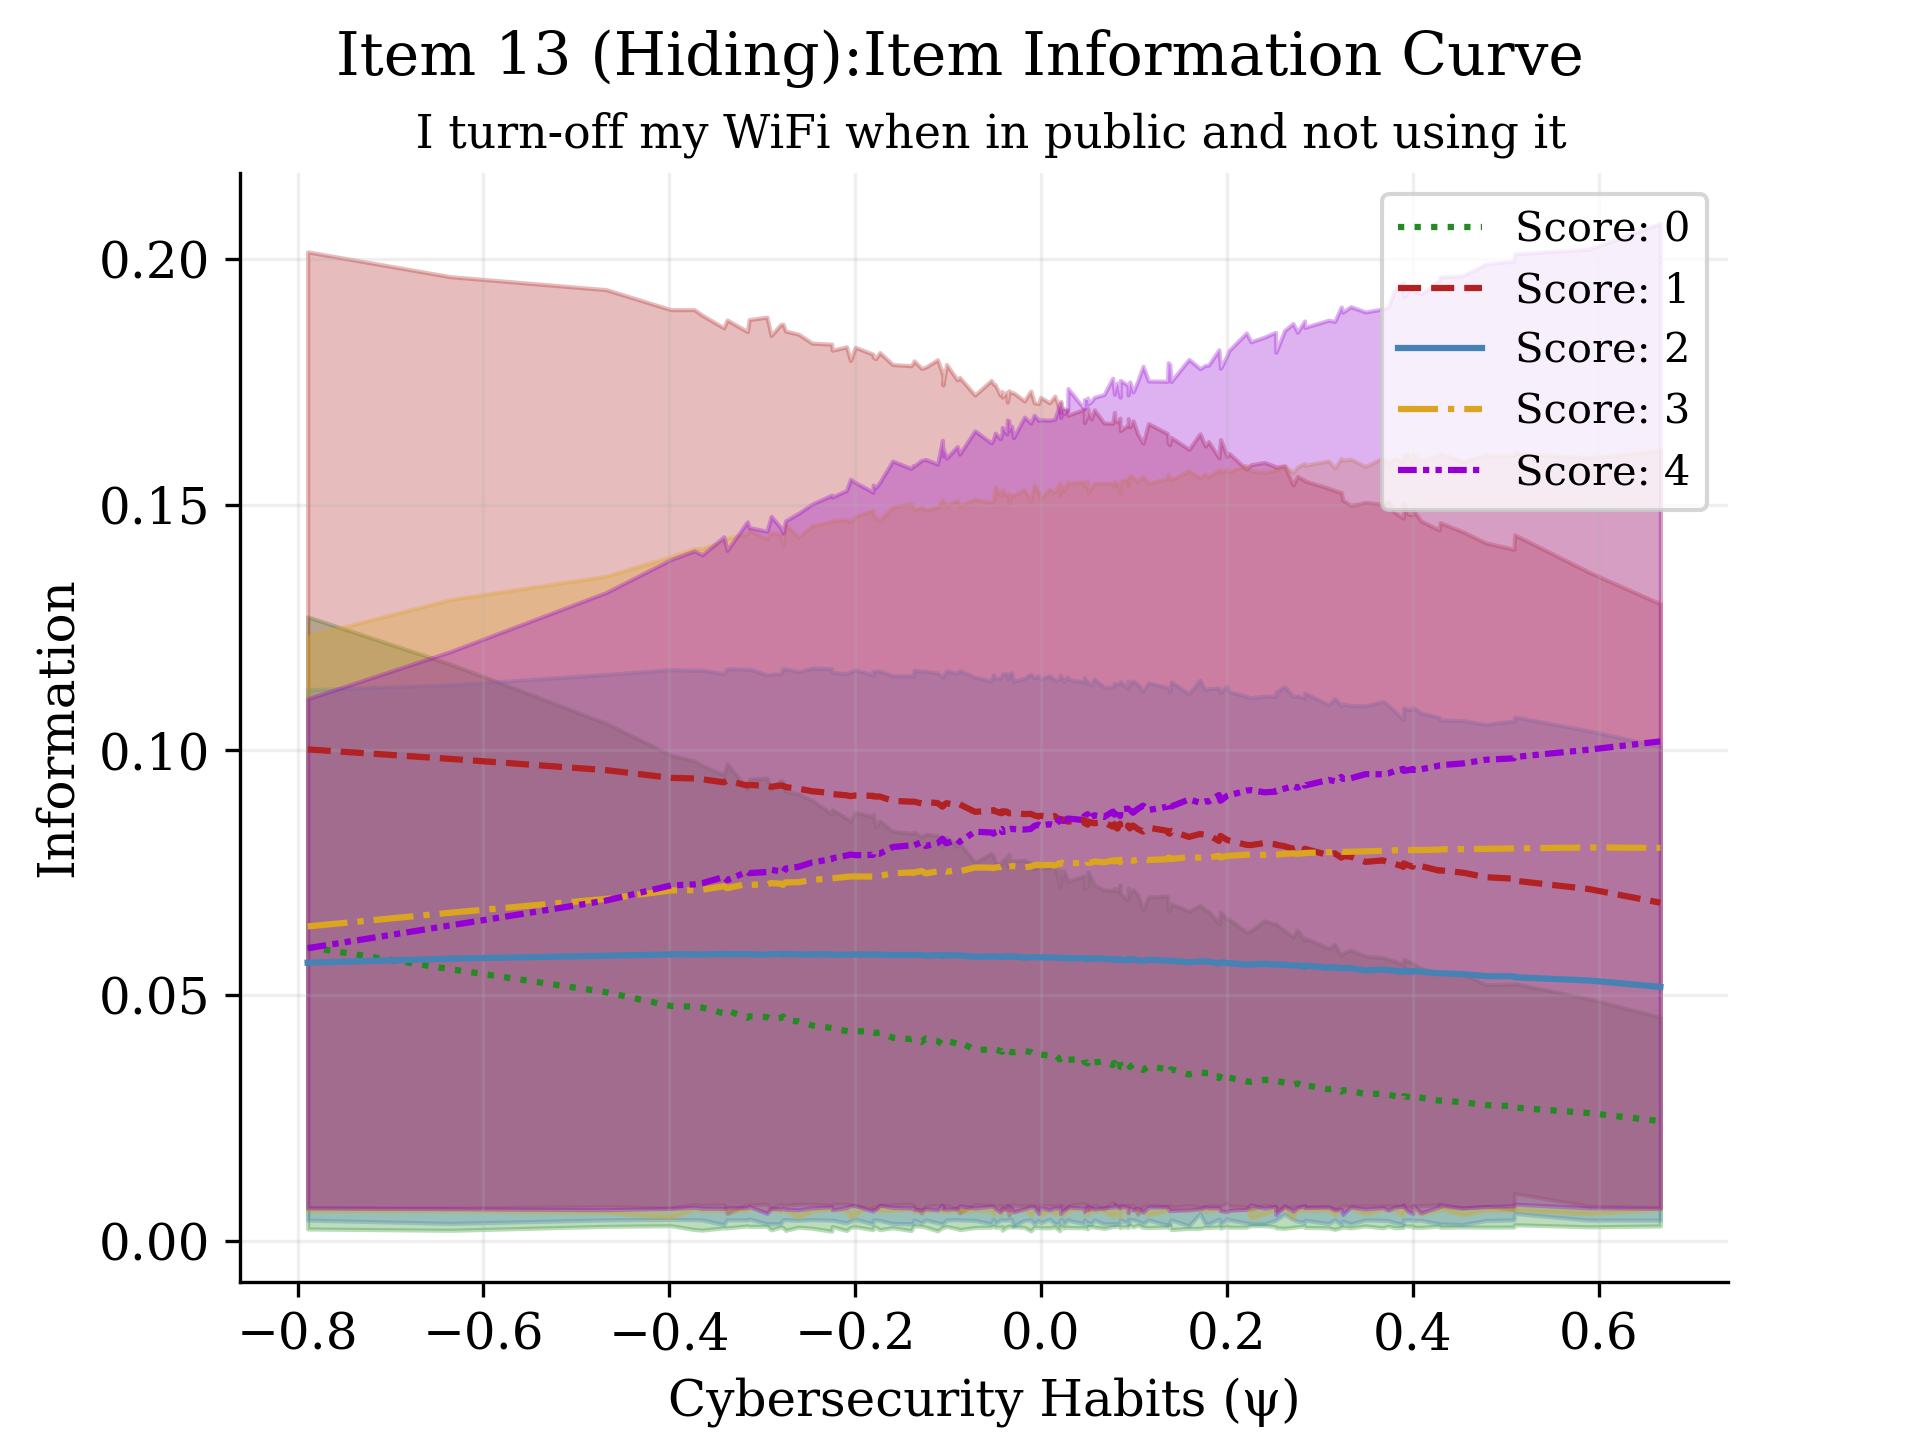 Item 13 (Hiding):Item Information Curve
I turn-off my WiFi when in public and not using it
Score: 0
Score: 1
Score: 2
Score: 3
Score: 4
Information
0.20
0.15
0.10
0.05
0.00
−0.8 −0.6 −0.4 −0.2 0.0 0.2 0.4 0.6
Cybersecurity Habits (ψ)